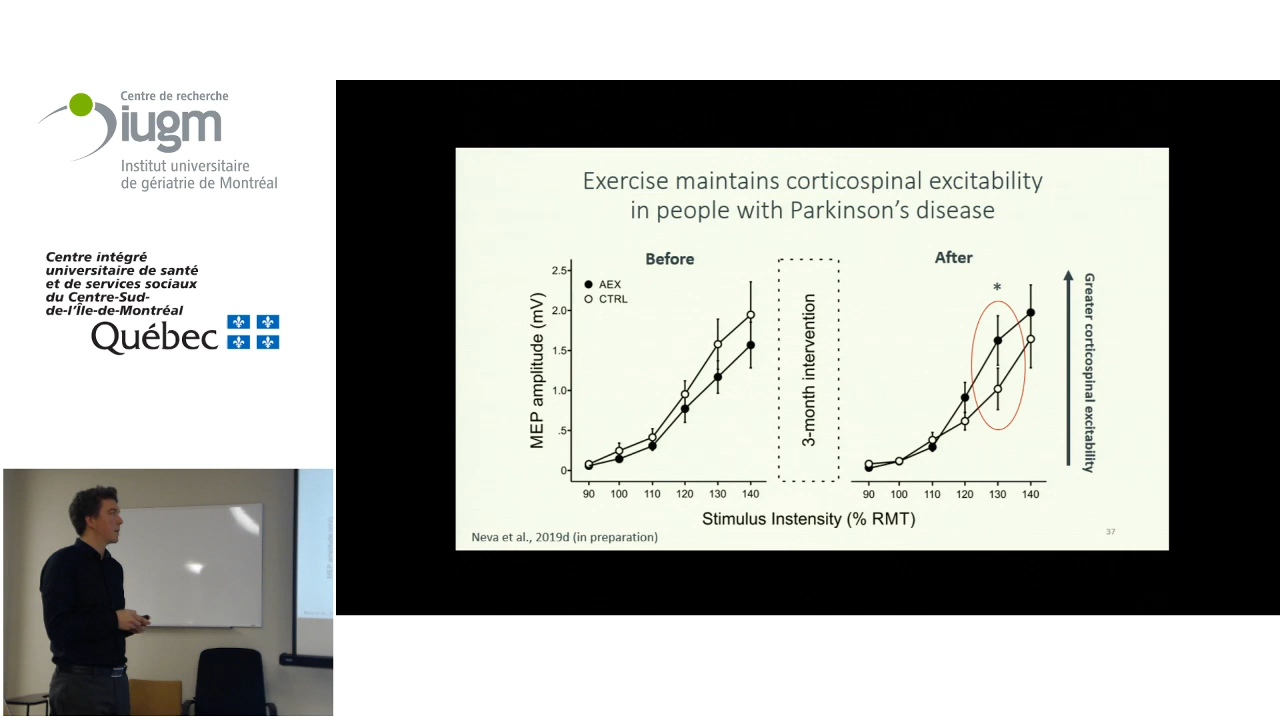 Centre de recherche
iugm
Institut universitaire
de gériatrie de Montréal
Centre intégré
universitaire de santé
et de services sociaux
du Centre-Sud-
de-l'Île-de-Montréal
Québec
Exercise maintains corticospinal excitability
in people with Parkinson's disease
Before
After
AEX
CTRL
MEP amplitude (mV)
2.5
2.0
1.5
1.0
.5
0
3-month intervention
*
Greater corticospinal excitability
90 100 110 120 130 140
90 100 110 120 130 140
Stimulus Instensity (% RMT)
Neva et al., 2019d (in preparation)
37